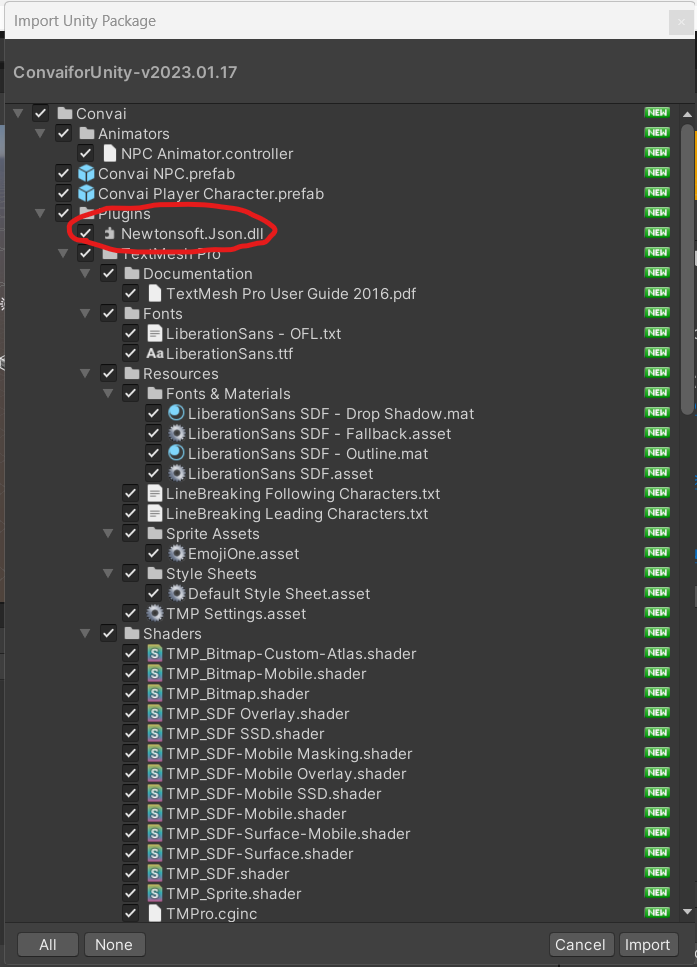 Import Unity Package
ConvaiforUnity-v2023.01.17
Convai NEW
Animators NEW
NPC Animator.controller NEW
Convai NPC.prefab NEW
Convai Player Character.prefab NEW
Plugins NEW
Newtonsoft.Json.dll NEW
TextMesh Pro NEW
Documentation NEW
TextMesh Pro User Guide 2016.pdf NEW
Fonts NEW
LiberationSans - OFL.txt NEW
Aa LiberationSans.ttf NEW
Resources NEW
Fonts & Materials NEW
LiberationSans SDF - Drop Shadow.mat NEW
LiberationSans SDF - Fallback.asset NEW
LiberationSans SDF - Outline.mat NEW
LiberationSans SDF.asset NEW
LineBreaking Following Characters.txt NEW
LineBreaking Leading Characters.txt NEW
Sprite Assets NEW
EmojiOne.asset NEW
Style Sheets NEW
Default Style Sheet.asset NEW
TMP Settings.asset NEW
Shaders NEW
S TMP_Bitmap-Custom-Atlas.shader NEW
S TMP_Bitmap-Mobile.shader NEW
S TMP_Bitmap.shader NEW
S TMP_SDF Overlay.shader NEW
S TMP_SDF SSD.shader NEW
S TMP_SDF-Mobile Masking.shader NEW
S TMP_SDF-Mobile Overlay.shader NEW
S TMP_SDF-Mobile SSD.shader NEW
S TMP_SDF-Mobile.shader NEW
S TMP_SDF-Surface-Mobile.shader NEW
S TMP_SDF-Surface.shader NEW
S TMP_SDF.shader NEW
S TMP_Sprite.shader NEW
TMPro.cginc NEW
All None Cancel Import